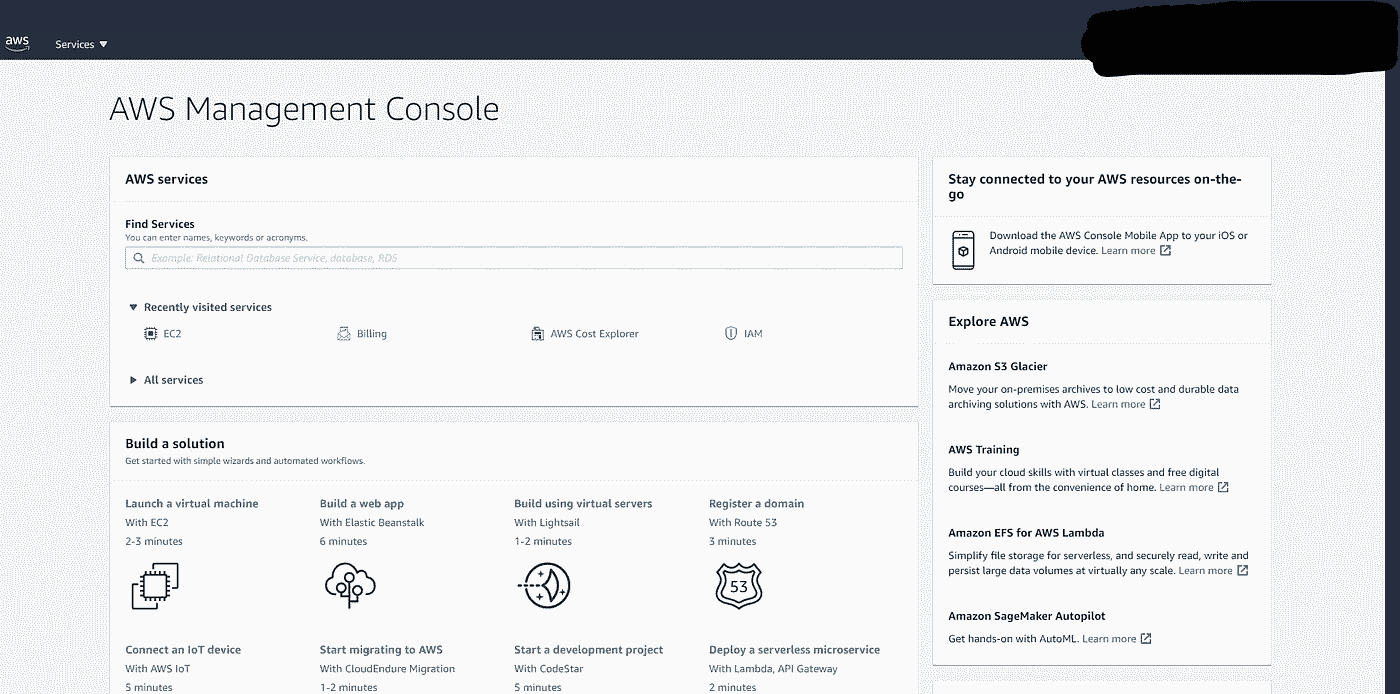 aws
Services
AWS Management Console
AWS services
Find Services
You can enter names, keywords or acronyms.
Example: Relational Database Service, database, RDS
Recently visited services
EC2
Billing
AWS Cost Explorer
IAM
All services
Build a solution
Get started with simple wizards and automated workflows.
Launch a virtual machine
With EC2
2-3 minutes
Build a web app
With Elastic Beanstalk
6 minutes
Build using virtual servers
With Lightsail
1-2 minutes
Register a domain
With Route 53
3 minutes
53
Connect an IoT device
With AWS IoT
5 minutes
Start migrating to AWS
With CloudEndure Migration
1-2 minutes
Start a development project
With CodeStar
5 minutes
Deploy a serverless microservice
With Lambda, API Gateway
2 minutes
Stay connected to your AWS resources on-the-
go
Download the AWS Console Mobile App to your iOS or
Android mobile device. Learn more
Explore AWS
Amazon S3 Glacier
Move your on-premises archives to low cost and durable data
archiving solutions with AWS. Learn more
AWS Training
Build your cloud skills with virtual classes and free digital
courses—all from the convenience of home. Learn more
Amazon EFS for AWS Lambda
Simplify file storage for serverless, and securely read, write and
persist large data volumes at virtually any scale. Learn more
Amazon SageMaker Autopilot
Get hands-on with AutoML. Learn more